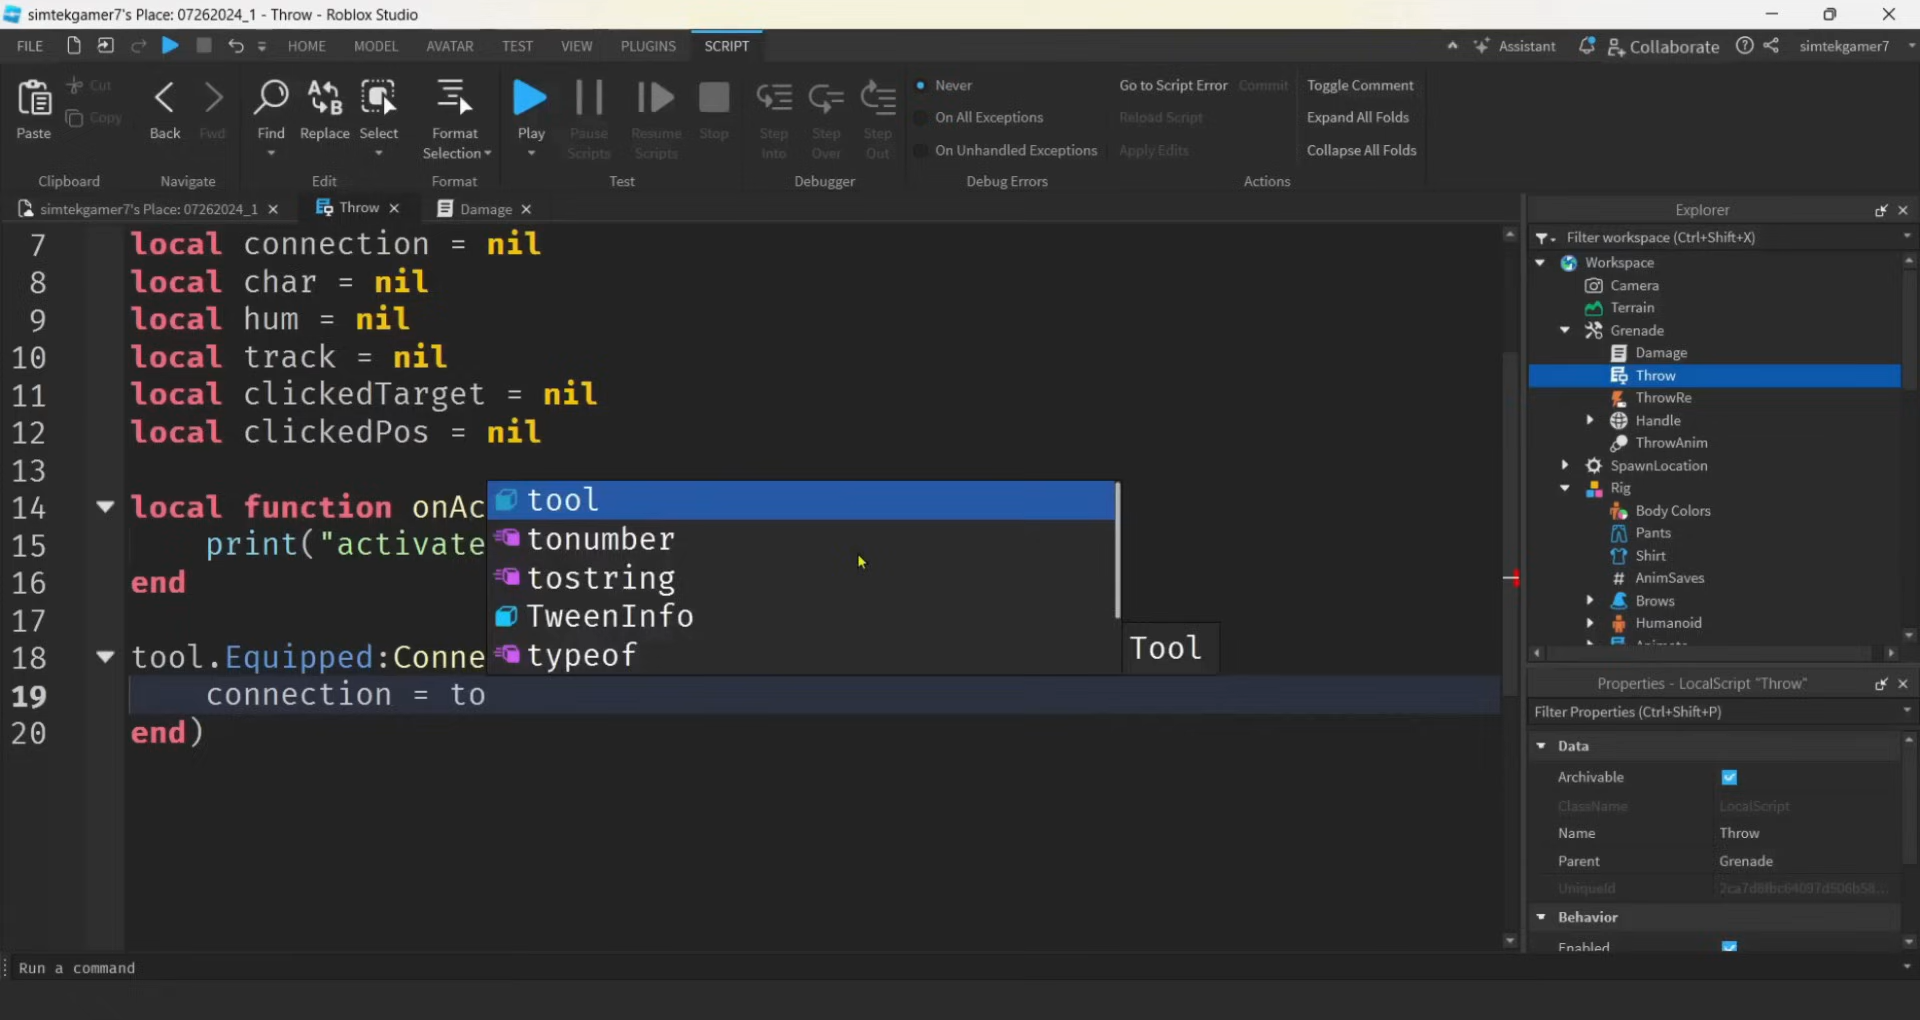 simtekgamer7's Place: 07262024_1 - Throw - Roblox Studio
FILE HOME MODEL AVATAR TEST VIEW PLUGINS SCRIPT Assistant Collaborate simtekgamer7
Paste Cut Copy
Back Fwd
Find Replace Select
Format Selection
Play Pause Scripts Resume Scripts Stop
Step Into Step Over Step Out
Never
On All Exceptions
On Unhandled Exceptions
Go to Script Error Commit
Reload Script
Apply Edits
Toggle Comment
Expand All Folds
Collapse All Folds
Clipboard Navigate Edit Format Test Debugger Debug Errors Actions
simtekgamer7's Place: 07262024_1 Throw Damage
7 local connection = nil
8 local char = nil
9 local hum = nil
10 local track = nil
11 local clickedTarget = nil
12 local clickedPos = nil
13
14 local function onAc
15 print("activate
16 end
17
18 tool.Equipped:Conne
19 connection = to
20 end)
tool
tonumber
tostring
TweenInfo
typeof
Tool
Explorer
Filter workspace (Ctrl+Shift+X)
Workspace
Camera
Terrain
Grenade
Damage
Throw
ThrowRe
Handle
ThrowAnim
SpawnLocation
Rig
Body Colors
Pants
Shirt
AnimSaves
Brows
Humanoid
Properties - LocalScript "Throw"
Filter Properties (Ctrl+Shift+P)
Data
Archivable
ClassName LocalScript
Name Throw
Parent Grenade
UniqueId
Behavior
Enabled
Run a command